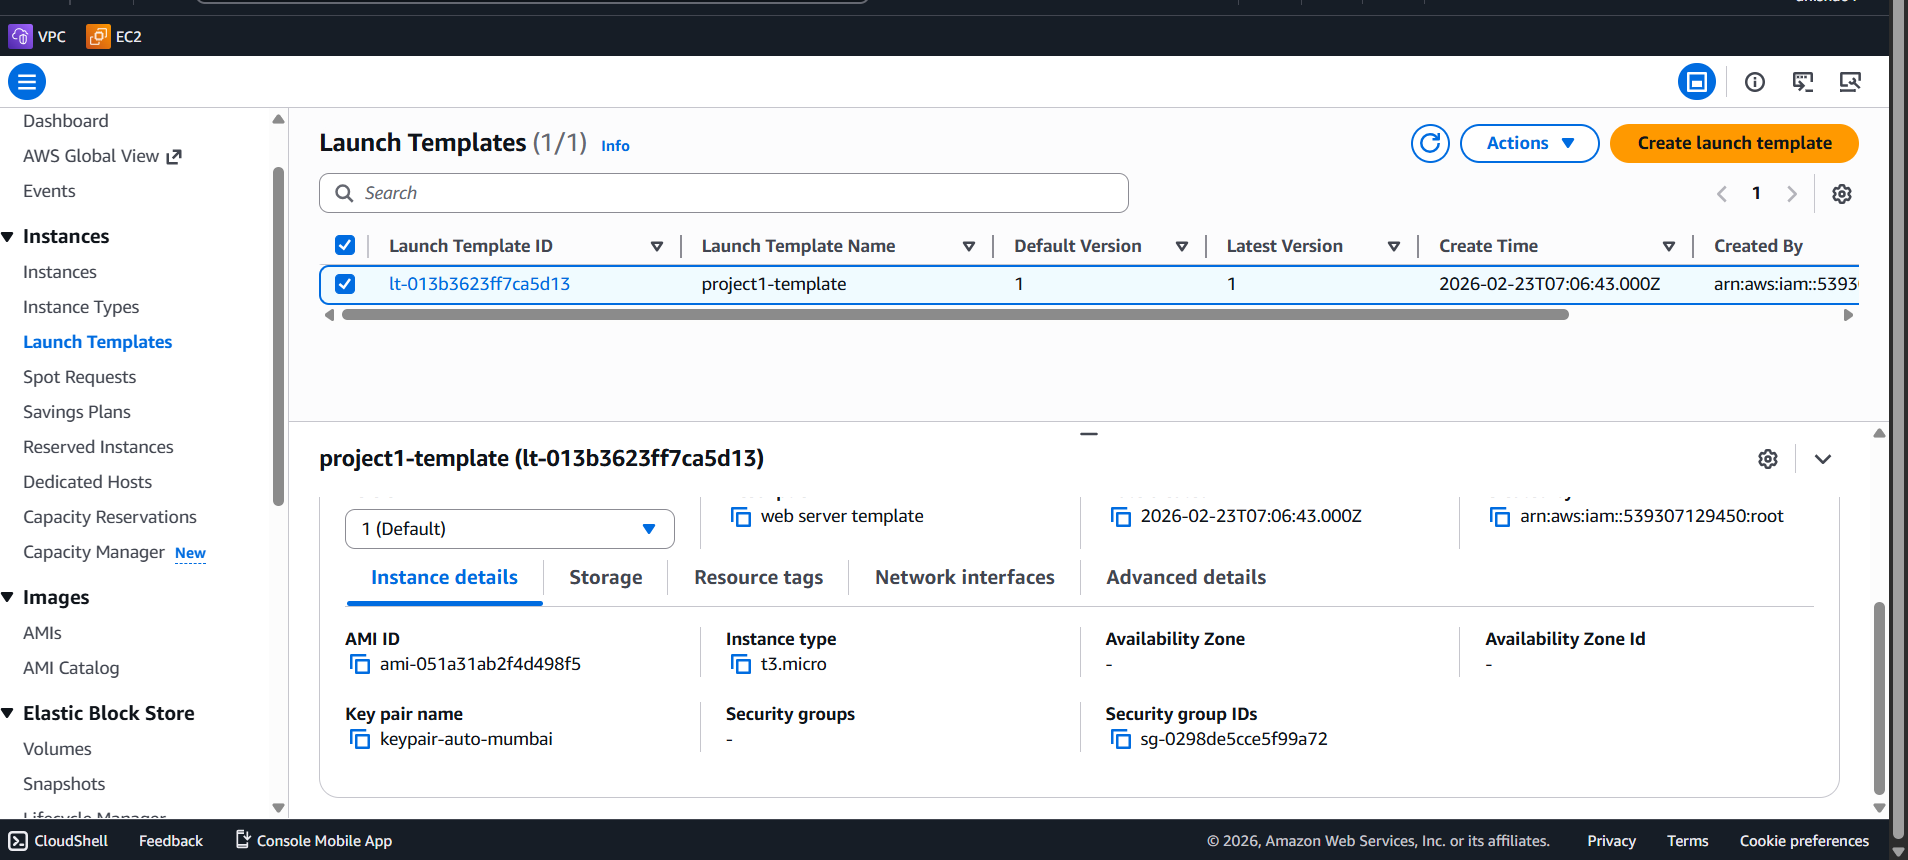 VPC
EC2
Dashboard
AWS Global View
Events
Instances
Instances
Instance Types
Launch Templates
Spot Requests
Savings Plans
Reserved Instances
Dedicated Hosts
Capacity Reservations
Capacity Manager New
Images
AMIs
AMI Catalog
Elastic Block Store
Volumes
Snapshots
Lifecycle Manager
Launch Templates (1/1) Info
Actions
Create launch template
Search
1
Launch Template ID Launch Template Name Default Version Latest Version Create Time Created By
lt-013b3623ff7ca5d13 project1-template 1 1 2026-02-23T07:06:43.000Z arn:aws:iam::5393
project1-template (lt-013b3623ff7ca5d13)
1 (Default) web server template 2026-02-23T07:06:43.000Z arn:aws:iam::539307129450:root
Instance details Storage Resource tags Network interfaces Advanced details
AMI ID Instance type Availability Zone Availability Zone Id
ami-051a31ab2f4d498f5 t3.micro - -
Key pair name Security groups Security group IDs
keypair-auto-mumbai - sg-0298de5cce5f99a72
CloudShell Feedback Console Mobile App © 2026, Amazon Web Services, Inc. or its affiliates. Privacy Terms Cookie preferences